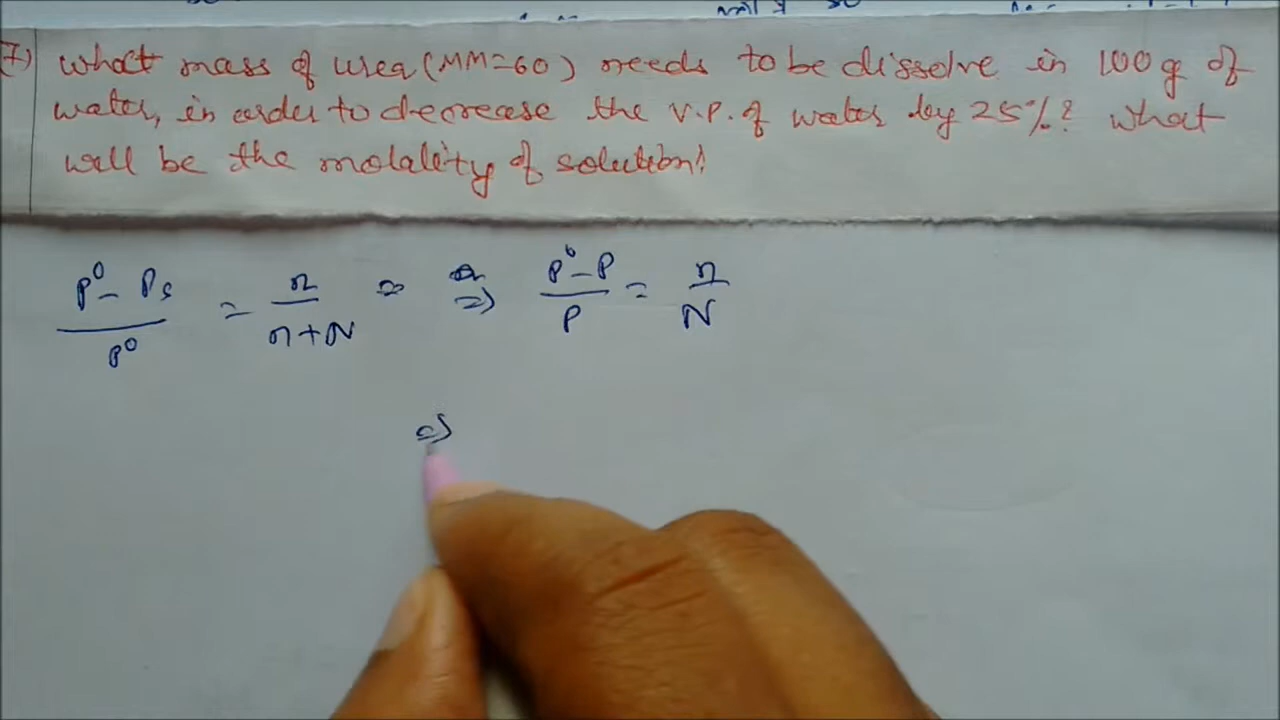 7) What mass of urea (MM=60) needs to be dissolve in 100g of
water, in order to decrease the V.P. of water by 25%? What
will be the molality of solution?
P⁰ - Ps / P⁰ = n / n+N = ⇒ P⁰ - P / P = n / N
⇒